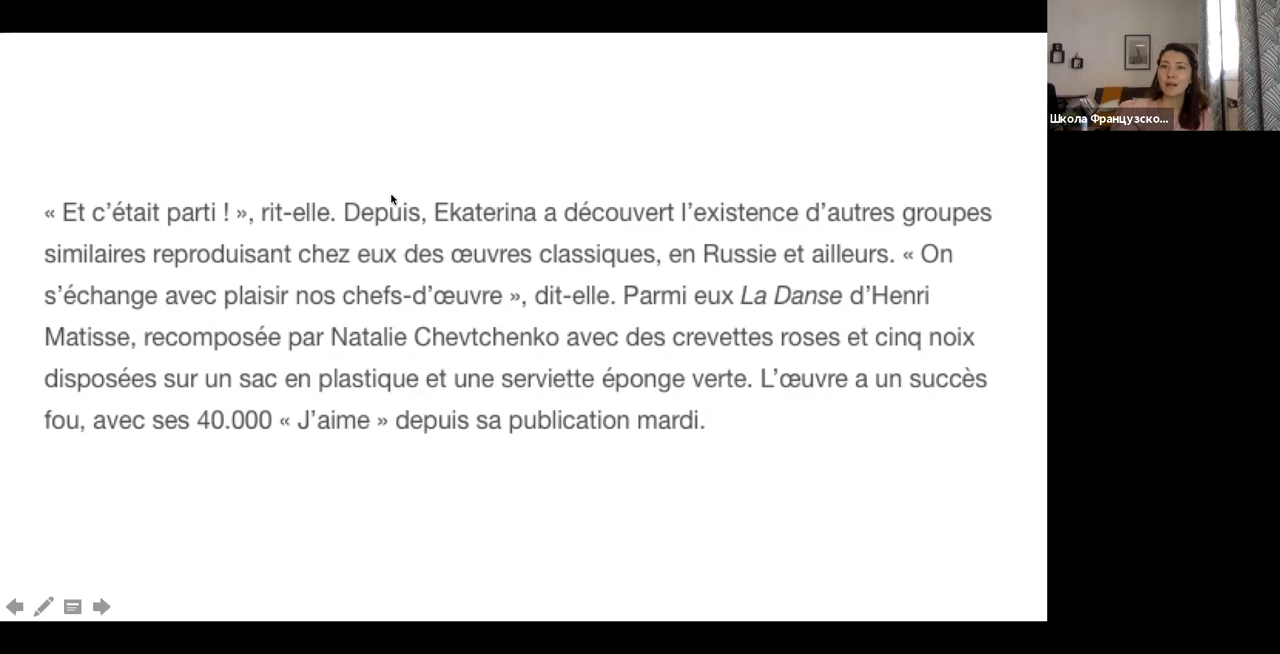 « Et c’était parti ! », rit-elle. Depuis, Ekaterina a découvert l’existence d’autres groupes
similaires reproduisant chez eux des œuvres classiques, en Russie et ailleurs. « On
s’échange avec plaisir nos chefs-d’œuvre », dit-elle. Parmi eux La Danse d’Henri
Matisse, recomposée par Natalie Chevtchenko avec des crevettes roses et cinq noix
disposées sur un sac en plastique et une serviette éponge verte. L’œuvre a un succès
fou, avec ses 40.000 « J’aime » depuis sa publication mardi.
Школа Французско...